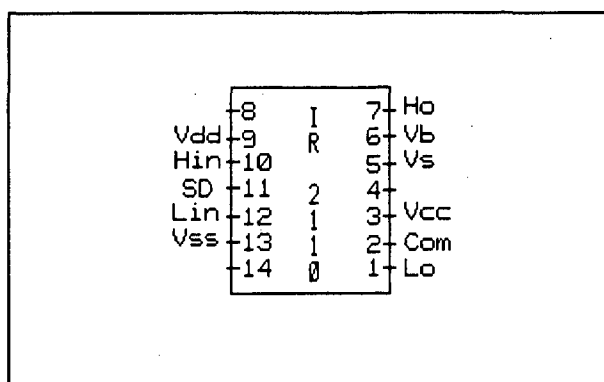 8 I 7 Ho
Vdd 9 R 6 Vb
Hin 10 5 Vs
SD 11 2 4
Lin 12 1 3 Vcc
Vss 13 1 2 Com
14 0 1 Lo